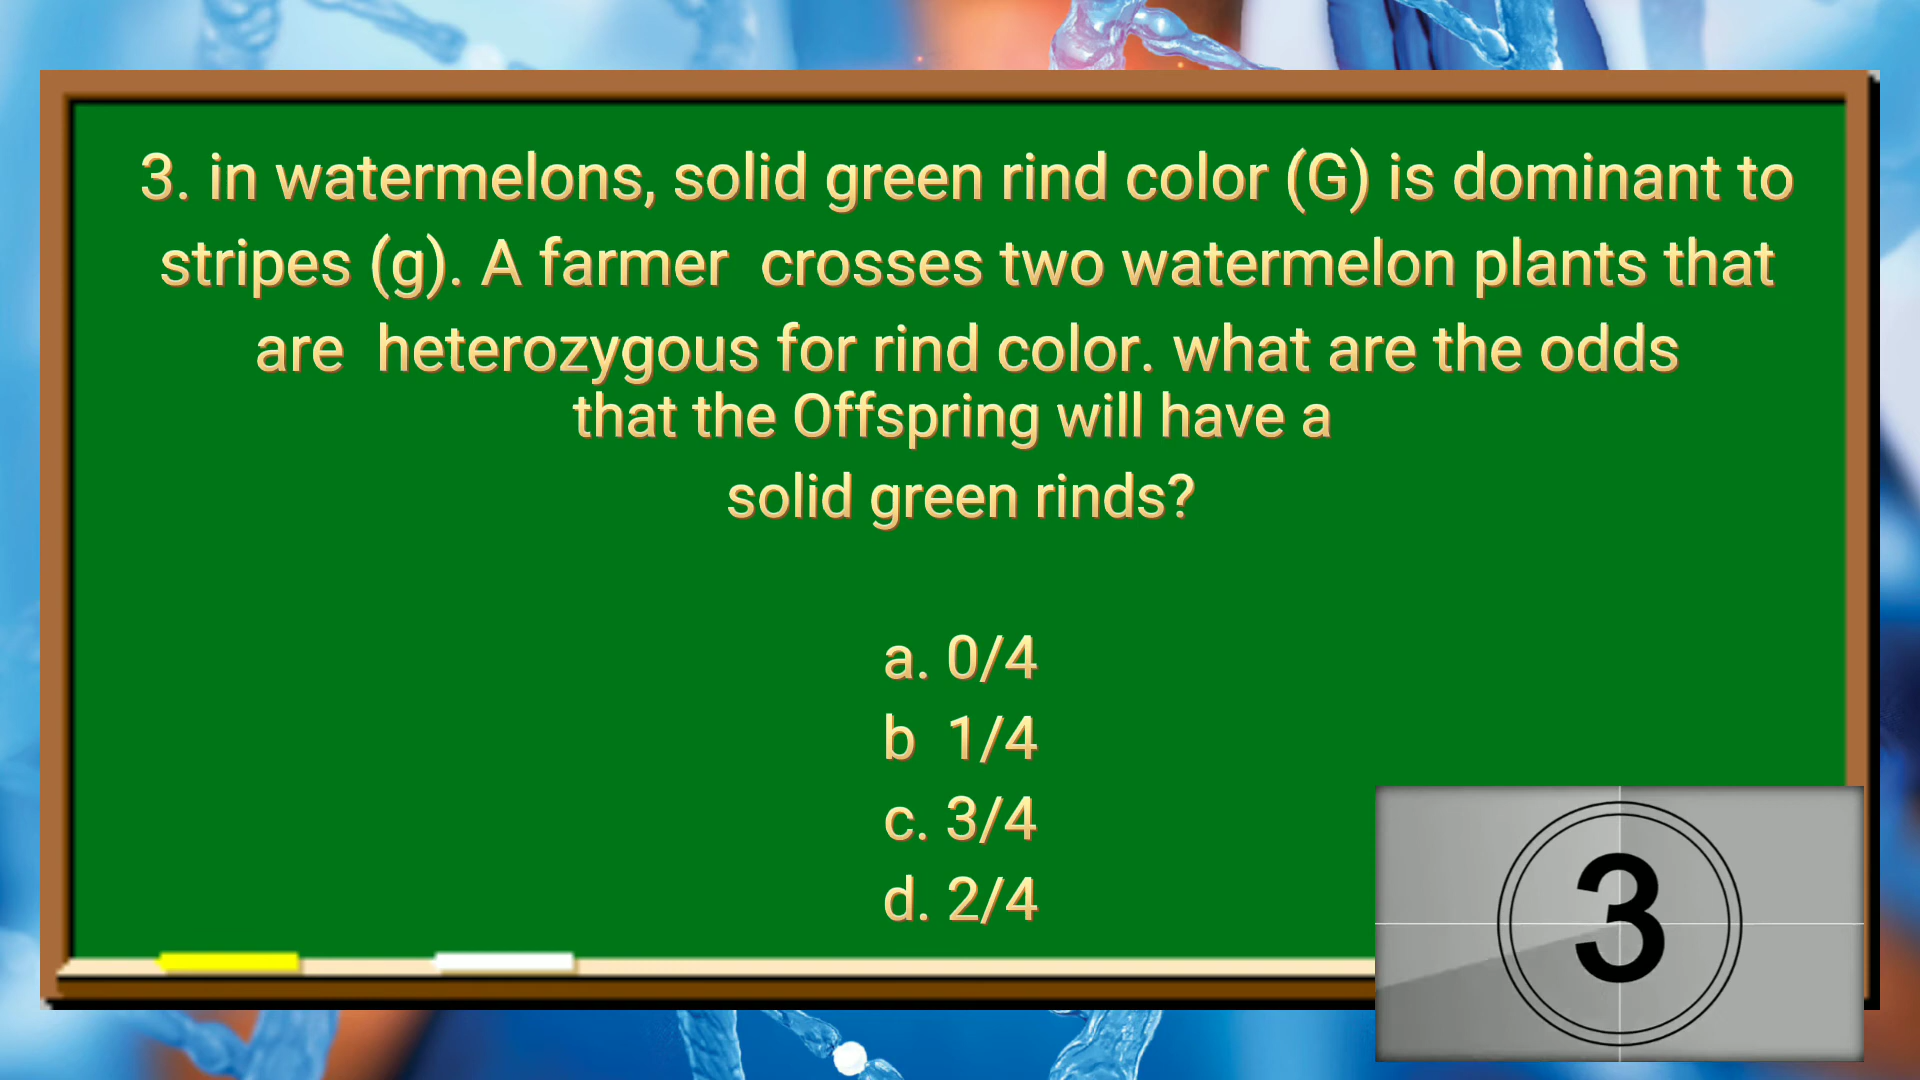 3. in watermelons, solid green rind color (G) is dominant to
stripes (g). A farmer  crosses two watermelon plants that
are  heterozygous for rind color. what are the odds
that the Offspring will have a
solid green rinds?
a. 0/4
b  1/4
c. 3/4
d. 2/4
3